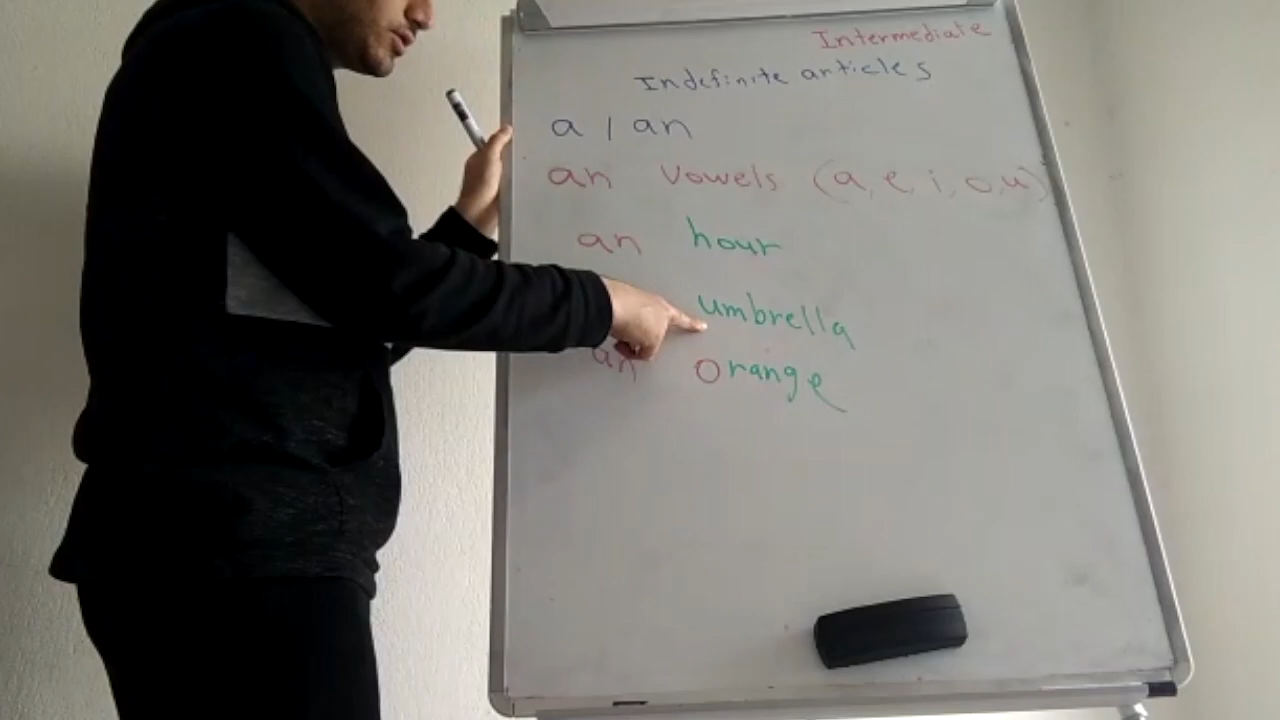 Intermediate
Indefinite articles
a / an
an vowels (a, e, i, o, u)
an hour
umbrella
an orange